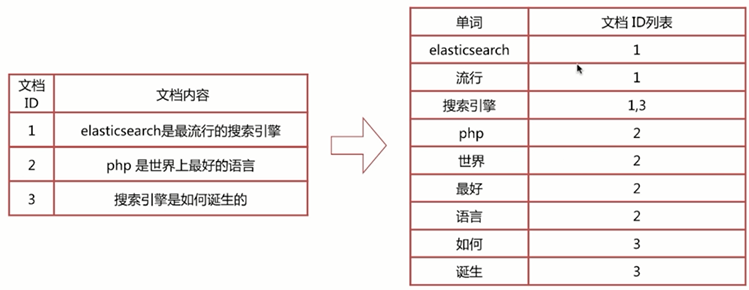 文档 ID 文档内容
1 elasticsearch是最流行的搜索引擎
2 php 是世界上最好的语言
3 搜索引擎是如何诞生的
单词 文档 ID列表
elasticsearch 1
流行 1
搜索引擎 1,3
php 2
世界 2
最好 2
语言 2
如何 3
诞生 3